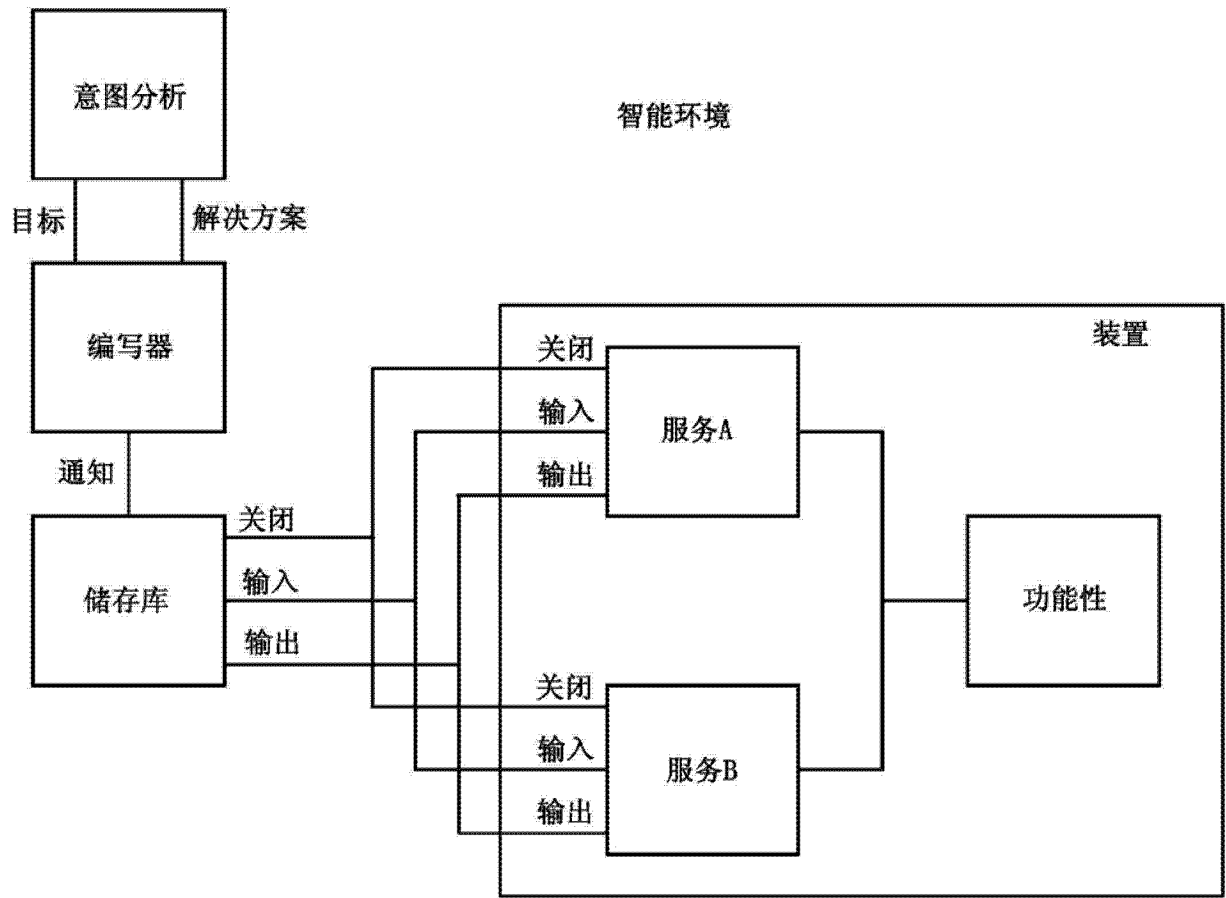 意图分析
智能环境
目标
解决方案
编写器
装置
关闭
输入
服务A
输出
通知
关闭
储存库
输入
输出
功能性
关闭
输入
服务B
输出